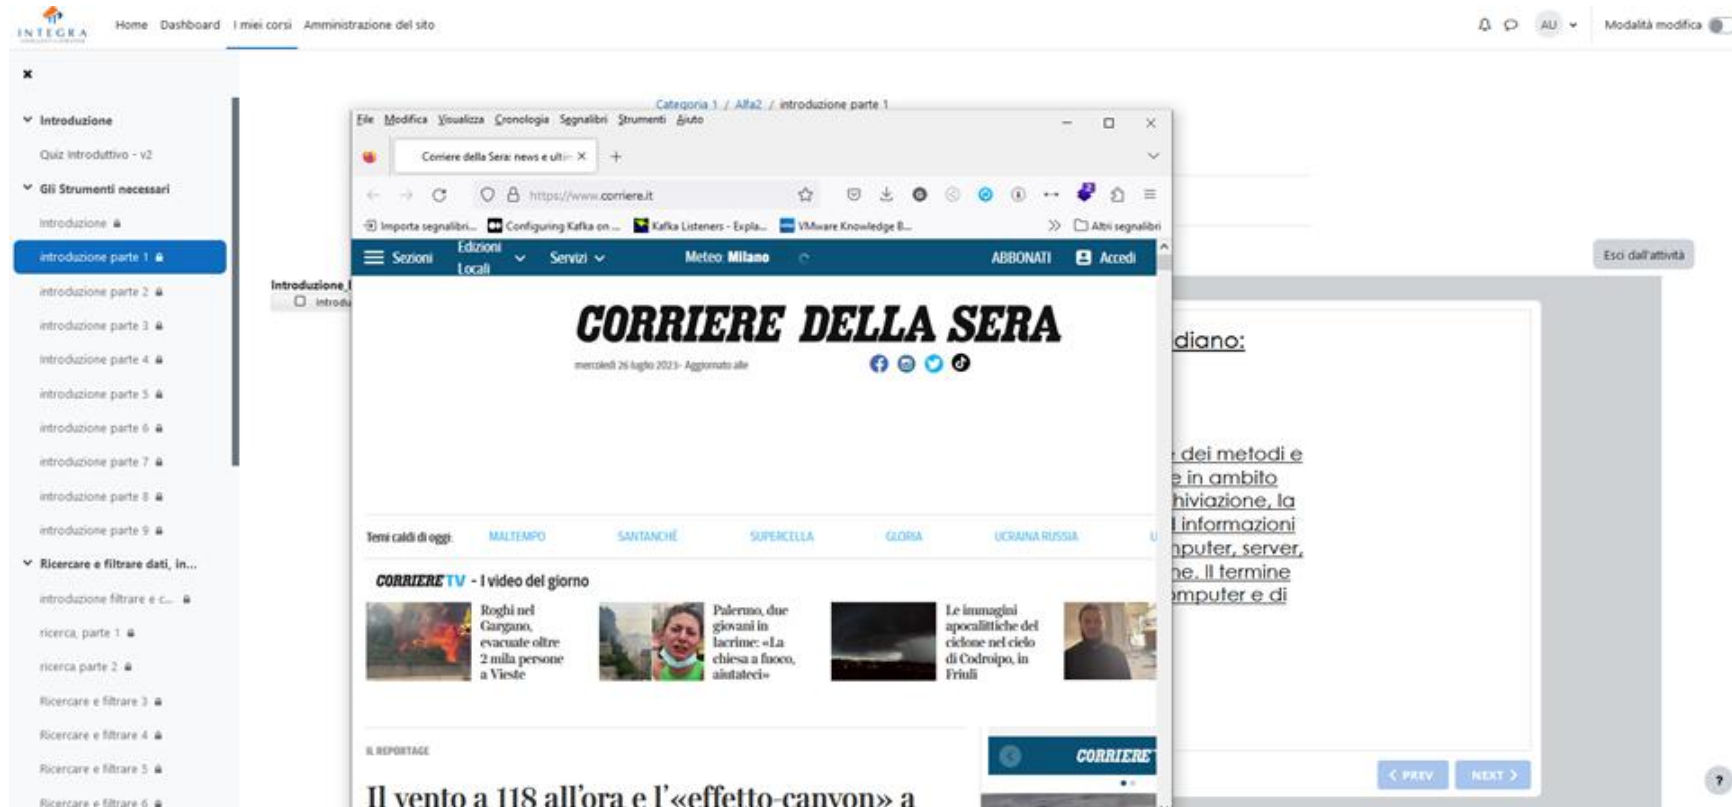 INTEGRA
Home Dashboard I miei corsi Amministrazione del sito
AU
Modalità modifica
Introduzione
Quiz Introduttivo - v2
Gli Strumenti necessari
Introduzione
introduzione parte 1
introduzione parte 2
introduzione parte 3
Introduzione parte 4
introduzione parte 5
introduzione parte 6
introduzione parte 7
introduzione parte 8
introduzione parte 9
Ricercare e filtrare dati, in...
introduzione filtrare e c...
ricerca, parte 1
ricerca parte 2
Ricercare e filtrare 3
Ricercare e filtrare 4
Ricercare e filtrare 5
Ricercare e filtrare 6
Categoria 1 / Alfa2 / introduzione parte 1
Introduzione_
Introdu
File Modifica Visualizza Cronologia Segnalibri Strumenti Aiuto
Corriere della Sera: news e ulti
https://www.corriere.it
Importa segnalibri... Configuring Kafka on ... Kafka Listeners - Expla... VMware Knowledge B... Altri segnalibri
Sezioni Edizioni Locali Servizi Meteo: Milano ABBONATI Accedi
CORRIERE DELLA SERA
mercoledì 26 luglio 2023- Aggiornato alle
Temi caldi di oggi: MALTEMPO SANTANCHÈ SUPERCELLA GLORIA UCRAINA RUSSIA U
CORRIERE TV - I video del giorno
Roghi nel
Gargano,
evacuate oltre
2 mila persone
a Vieste
Palermo, due
giovani in
lacrime: «La
chiesa a fuoco,
aiutateci»
Le immagini
apocalittiche del
ciclone nel cielo
di Codroipo, in
Friuli
IL REPORTAGE
Il vento a 118 all'ora e l'«effetto-canyon» a
CORRIERE
Esci dall'attività
diano:
dei metodi e
e in ambito
hiviazione, la
informazioni
mputer, server,
ne. Il termine
omputer e di
< PREV NEXT >
?